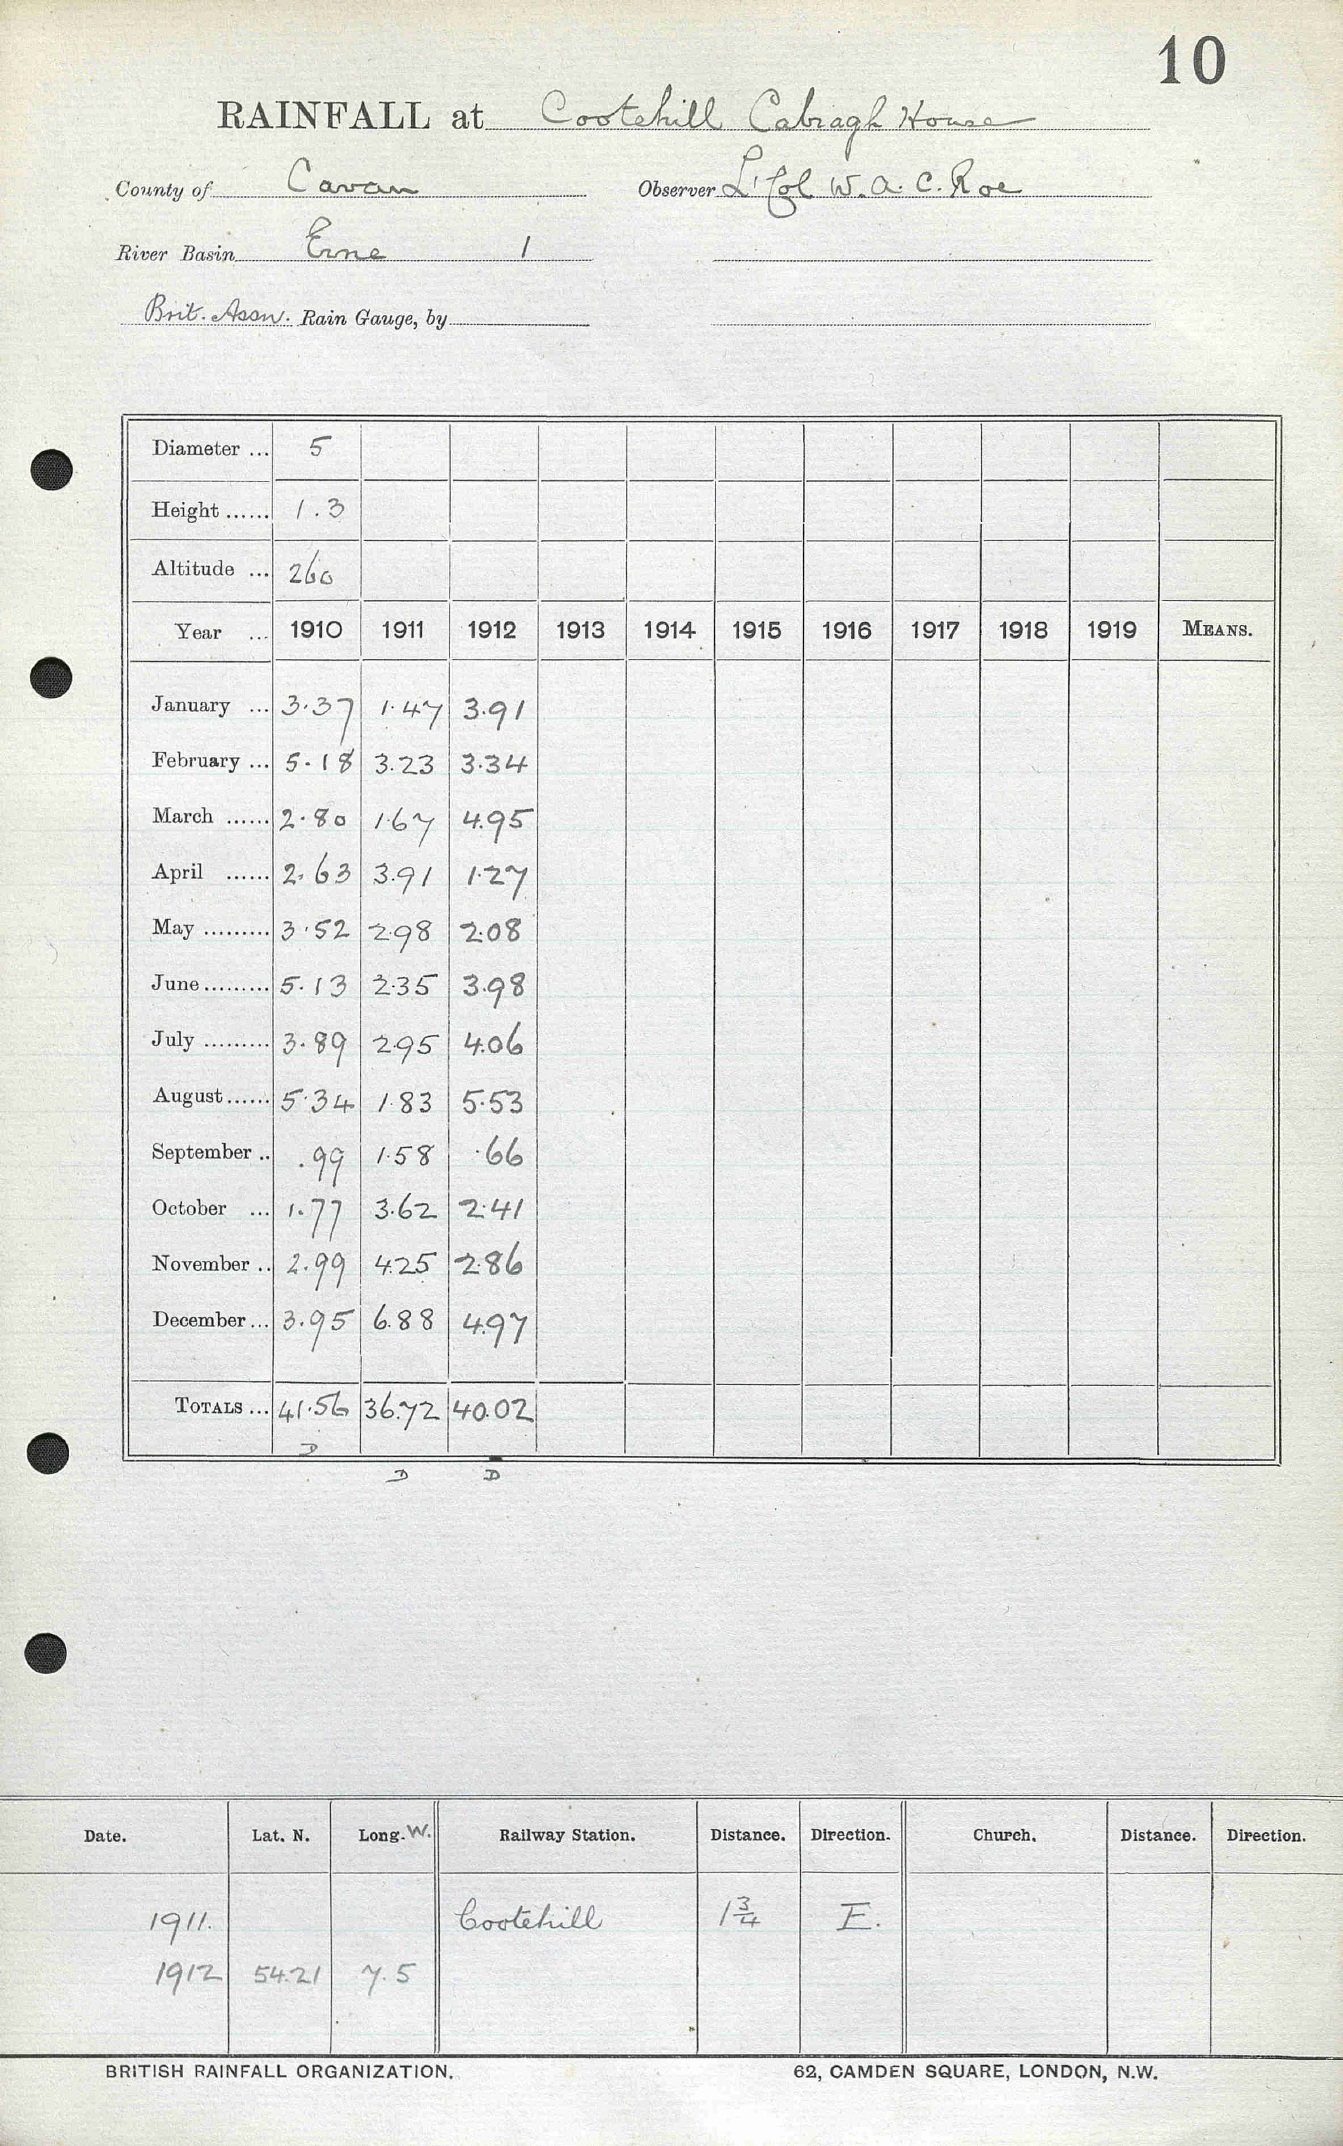 10
RAINFALL at Cootehill Cabragh House
County of Cavan Observer Lt Col W. A. C. Roe
River Basin Erne 1
Brit. Assn. Rain Gauge, by
Diameter ... 5
Height ...... 1.3
Altitude ... 260
Year ... 1910 1911 1912 1913 1914 1915 1916 1917 1918 1919 MEANS.
January ... 3.37 1.47 3.91
February ... 5.18 3.23 3.34
March ...... 2.80 1.67 4.95
April ...... 2.63 3.91 1.27
May ......... 3.52 2.98 2.08
June ......... 5.13 2.35 3.98
July ......... 3.89 2.95 4.06
August ...... 5.34 1.83 5.53
September .. .99 1.58 .66
October ... 1.77 3.62 2.41
November .. 2.99 4.25 2.86
December ... 3.95 6.88 4.97
TOTALS ... 41.56 36.72 40.02
D
D D
Date. Lat. N. Long. W. Railway Station. Distance. Direction. Church. Distance. Direction.
1911. Cootehill 1 3/4 E.
1912 54.21 7.5
BRITISH RAINFALL ORGANIZATION. 62, CAMDEN SQUARE, LONDON, N.W.